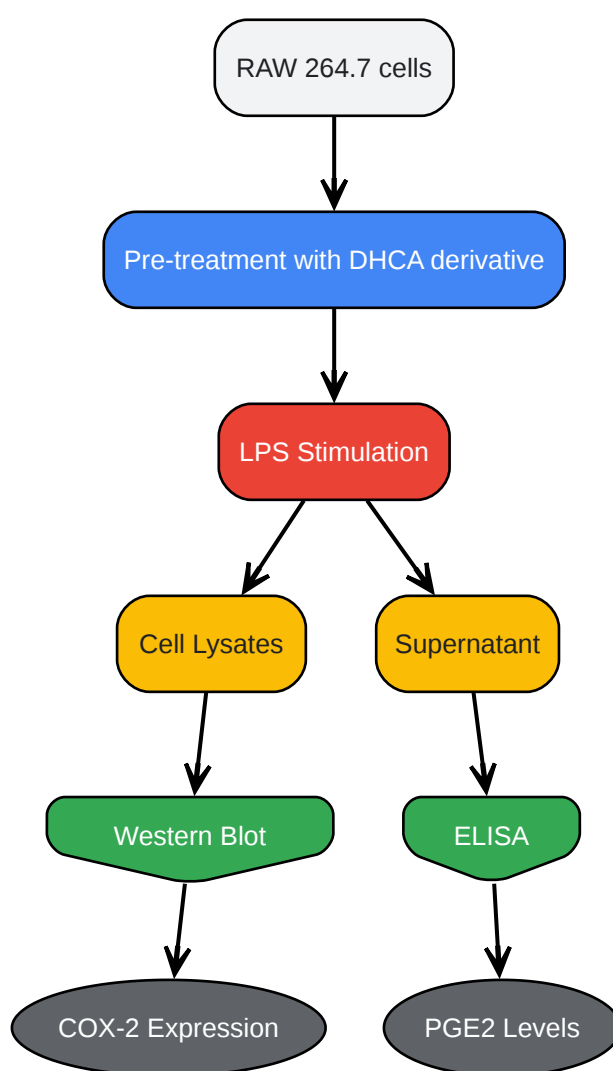 RAW 264.7 cells
Pre-treatment with DHCA derivative
LPS Stimulation
Cell Lysates
Supernatant
Western Blot
ELISA
COX-2 Expression
PGE2 Levels